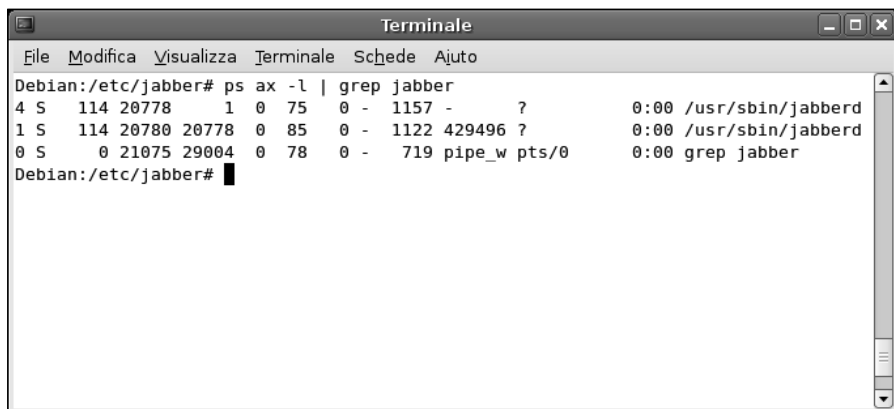 Terminale
File Modifica Visualizza Terminale Schede Aiuto
Debian:/etc/jabber# ps ax -l | grep jabber
4 S   114 20778     1  0  75   0 -  1157 -      ?          0:00 /usr/sbin/jabberd
1 S   114 20780 20778  0  85   0 -  1122 429496 ?          0:00 /usr/sbin/jabberd
0 S     0 21075 29004  0  78   0 -   719 pipe_w pts/0      0:00 grep jabber
Debian:/etc/jabber#